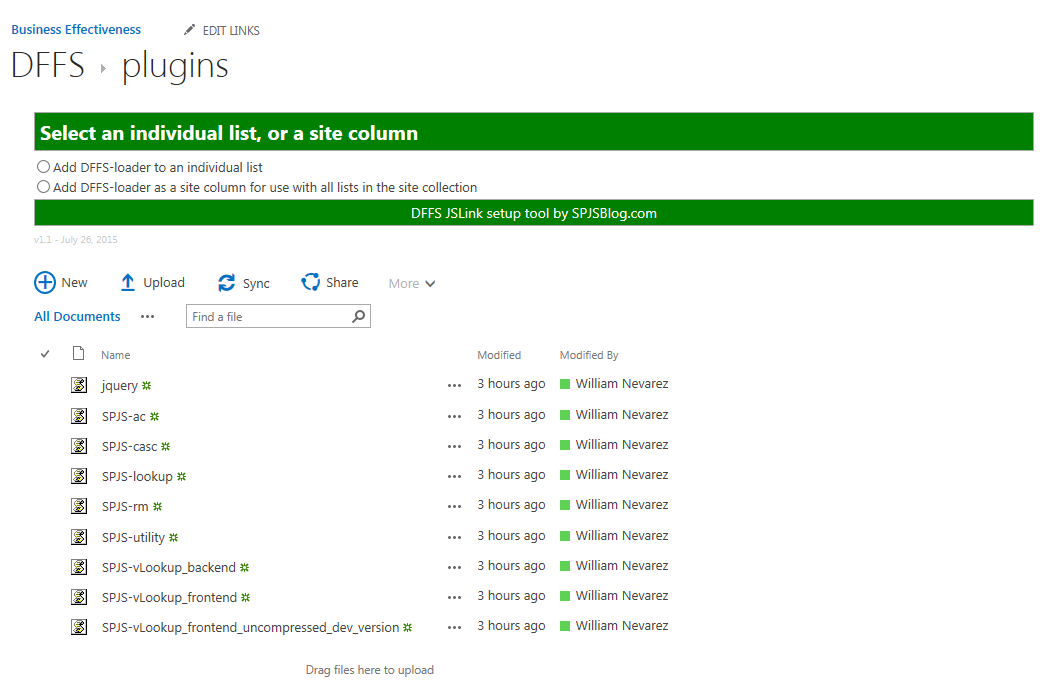 Business Effectiveness EDIT LINKS
DFFS plugins
Select an individual list, or a site column
Add DFFS-loader to an individual list
Add DFFS-loader as a site column for use with all lists in the site collection
DFFS JSLink setup tool by SPJSBlog.com
v1.1 - July 26, 2015
New Upload Sync Share More
All Documents ... Find a file
Name Modified Modified By
jquery ... 3 hours ago William Nevarez
SPJS-ac ... 3 hours ago William Nevarez
SPJS-casc ... 3 hours ago William Nevarez
SPJS-lookup ... 3 hours ago William Nevarez
SPJS-rm ... 3 hours ago William Nevarez
SPJS-utility ... 3 hours ago William Nevarez
SPJS-vLookup_backend ... 3 hours ago William Nevarez
SPJS-vLookup_frontend ... 3 hours ago William Nevarez
SPJS-vLookup_frontend_uncompressed_dev_version ... 3 hours ago William Nevarez
Drag files here to upload